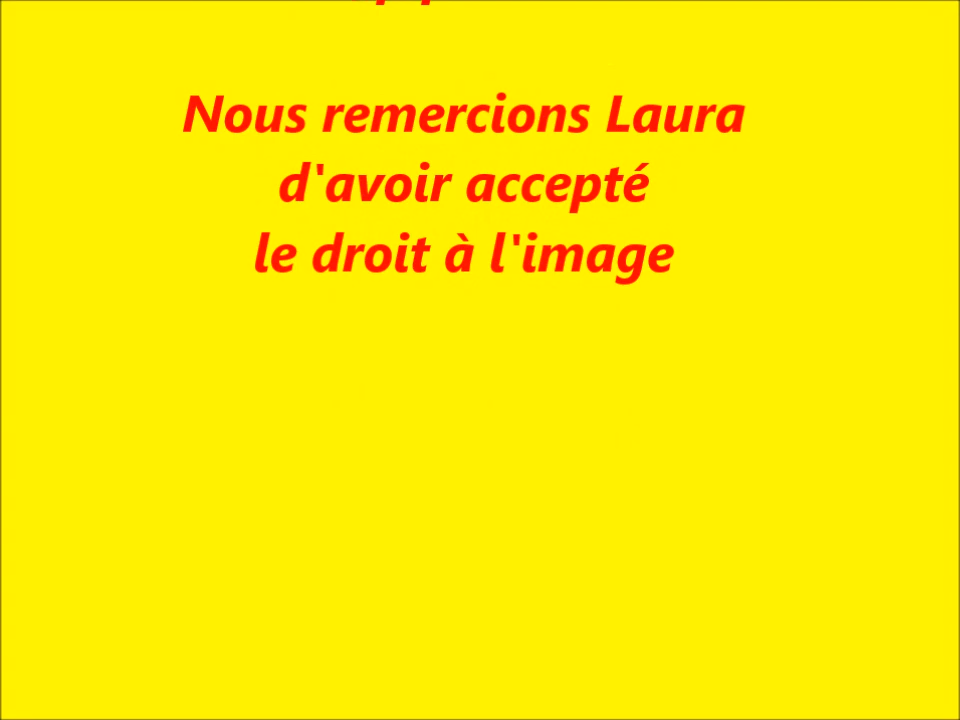 Nous remercions Laura
d'avoir accepté
le droit à l'image